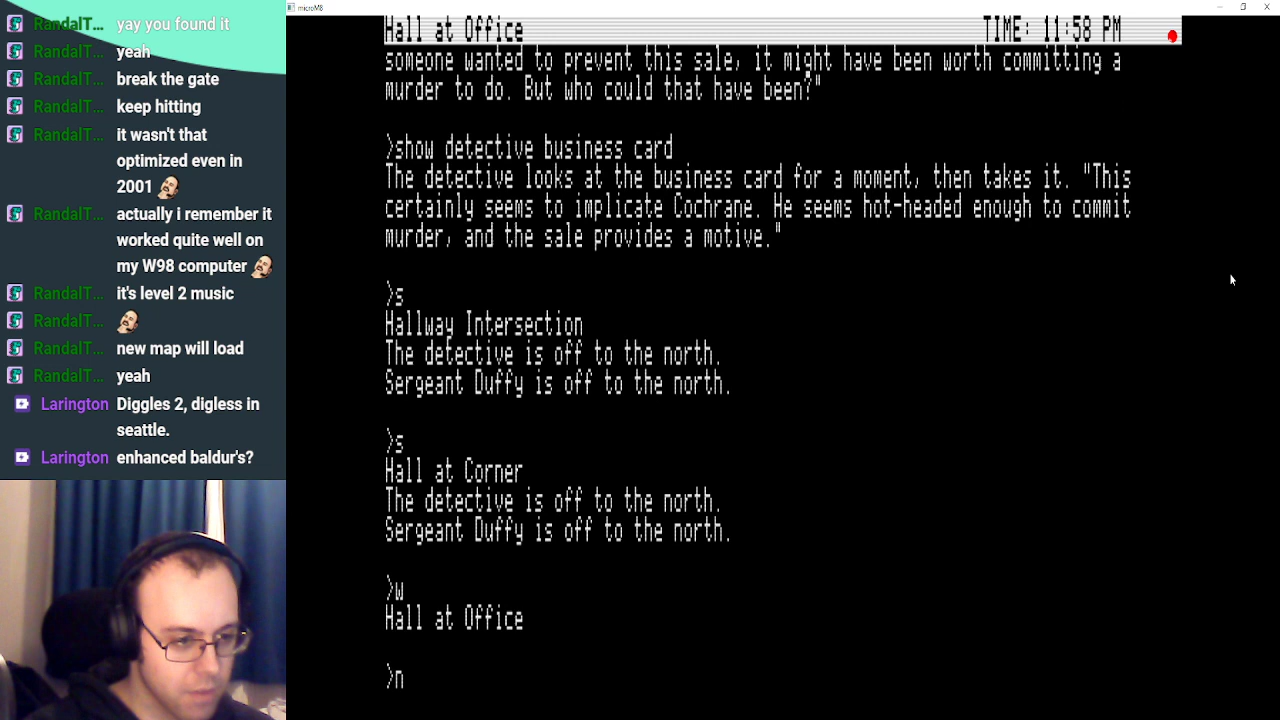 RandalT... yay you found it
RandalT... yeah
RandalT... break the gate
RandalT... keep hitting
RandalT... it wasn't that
optimized even in
2001
RandalT... actually i remember it
worked quite well on
my W98 computer
RandalT... it's level 2 music
RandalT...
RandalT... new map will load
RandalT... yeah
Larington Diggles 2, digless in
seattle.
Larington enhanced baldur's?
microM8
Hall at Office TIME: 11:58 PM
someone wanted to prevent this sale, it might have been worth committing a
murder to do. But who could that have been?"
>show detective business card
The detective looks at the business card for a moment, then takes it. "This
certainly seems to implicate Cochrane. He seems hot-headed enough to commit
murder, and the sale provides a motive."
>s
Hallway Intersection
The detective is off to the north.
Sergeant Duffy is off to the north.
>s
Hall at Corner
The detective is off to the north.
Sergeant Duffy is off to the north.
>w
Hall at Office
>n